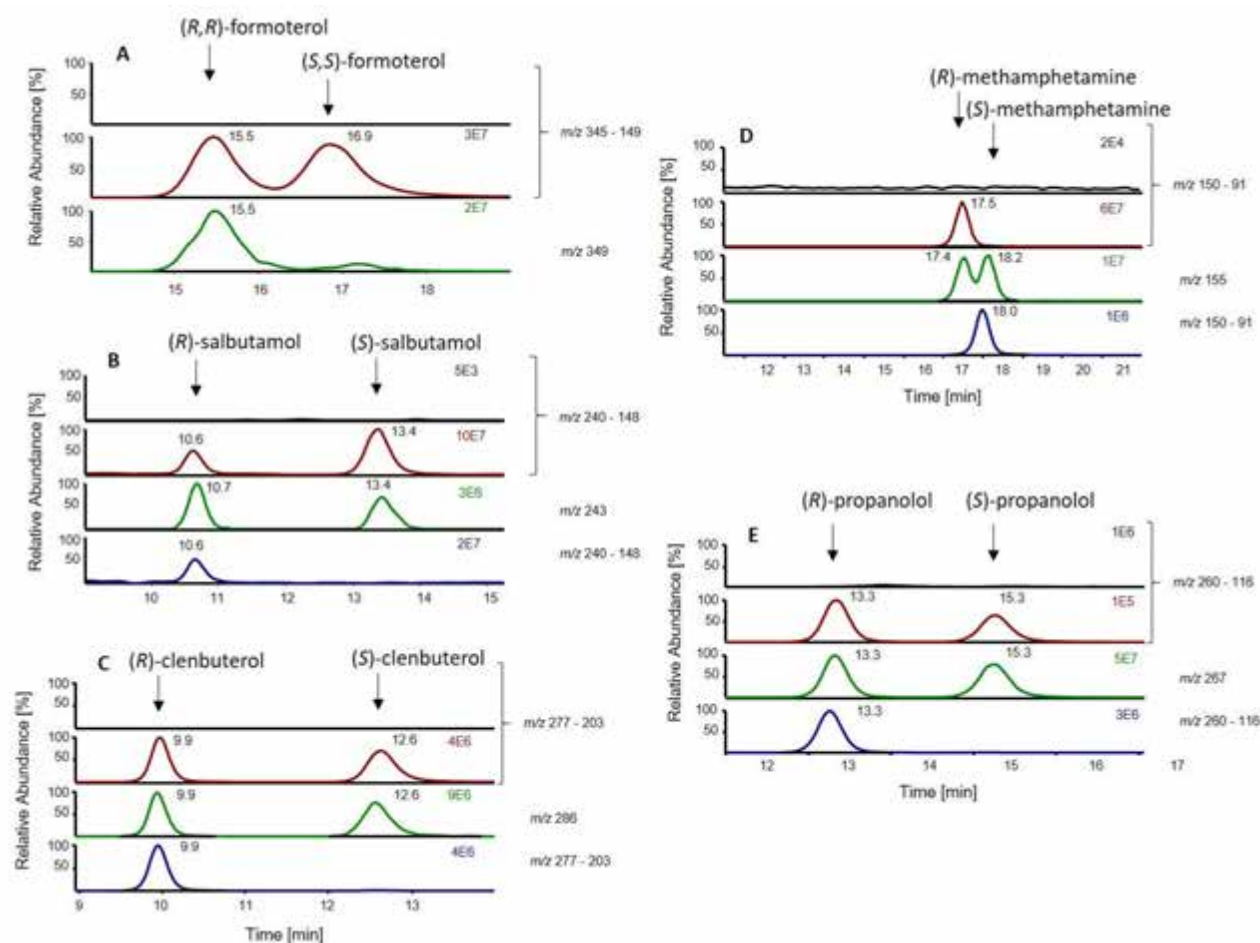 A
(R,R)-formoterol
(S,S)-formoterol
Relative Abundance [%]
100
50
3E7
15.5
16.9
m/z 345 - 149
100
50
2E7
15.5
m/z 349
100
50
15 16 17 18
B
(R)-salbutamol
(S)-salbutamol
Relative Abundance [%]
100
50
5E3
m/z 240 - 148
100
50
10.6
13.4
10E7
100
50
10.7
13.4
3E6
m/z 243
100
50
10.6
2E7
m/z 240 - 148
10 11 12 13 14 15
C
(R)-clenbuterol
(S)-clenbuterol
Relative Abundance [%]
100
50
m/z 277 - 203
100
50
9.9
12.6
4E6
100
50
9.9
12.6
9E6
m/z 286
100
50
9.9
4E6
m/z 277 - 203
9 10 11 12 13
Time [min]
D
(R)-methamphetamine
(S)-methamphetamine
Relative Abundance [%]
100
50
2E4
m/z 150 - 91
100
50
17.5
6E7
100
50
17.4
18.2
1E7
m/z 155
100
50
18.0
1E6
m/z 150 - 91
12 13 14 15 16 17 18 19 20 21
Time [min]
E
(R)-propanolol
(S)-propanolol
Relative Abundance [%]
100
50
1E6
m/z 260 - 116
100
50
13.3
15.3
1E5
100
50
13.3
15.3
5E7
m/z 267
100
50
13.3
3E6
m/z 260 - 116
12 13 14 15 16 17
Time [min]